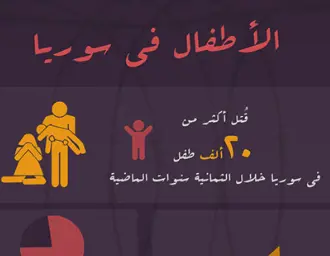 الأطفال فى سوريا
قُتل أكثر من
٢٠ ألف طفل
فى سوريا خلال الثمانية سنوات الماضية